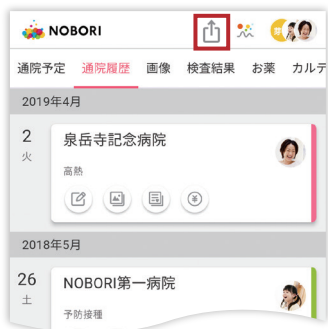 NOBORI
通院予定 通院履歴 画像 検査結果 お薬 カルテ
2019年4月
2 泉岳寺記念病院
火
高熱
¥
2018年5月
26 NOBORI第一病院
土
予防接種